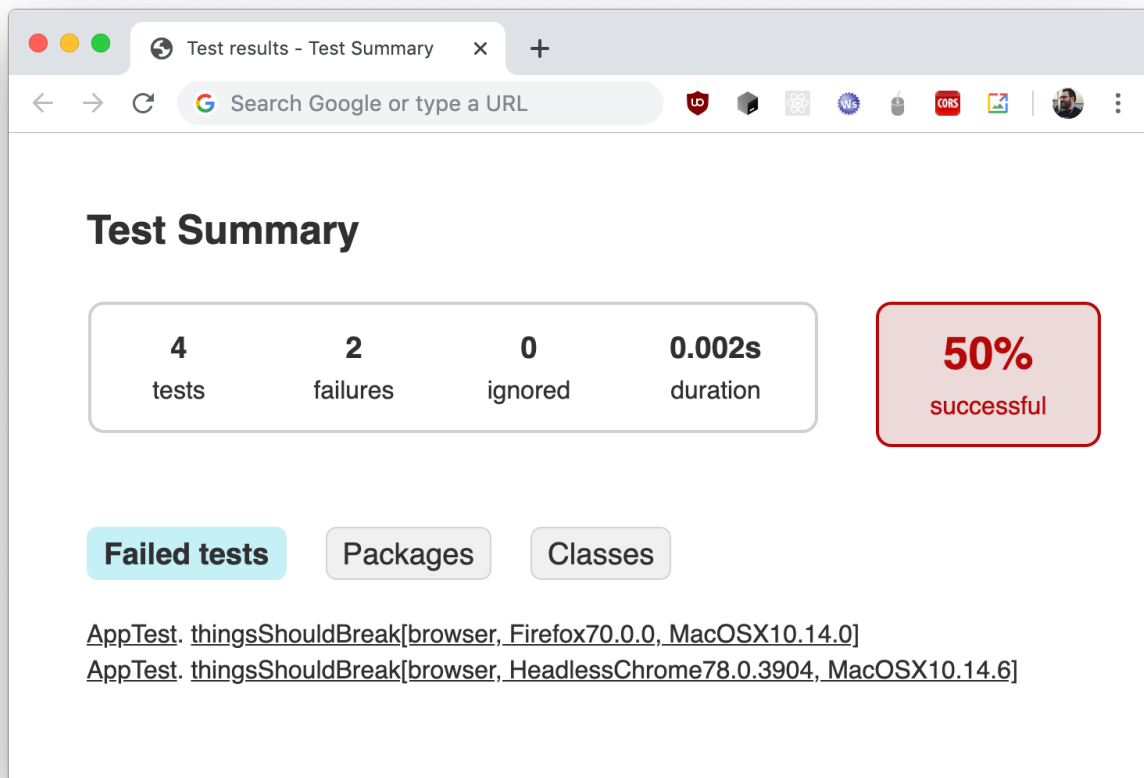 Test results - Test Summary
Search Google or type a URL
UO
Ws
CORS
Test Summary
4 2 0 0.002s
tests failures ignored duration
50%
successful
Failed tests Packages Classes
AppTest. thingsShouldBreak[browser, Firefox70.0.0, MacOSX10.14.0]
AppTest. thingsShouldBreak[browser, HeadlessChrome78.0.3904, MacOSX10.14.6]